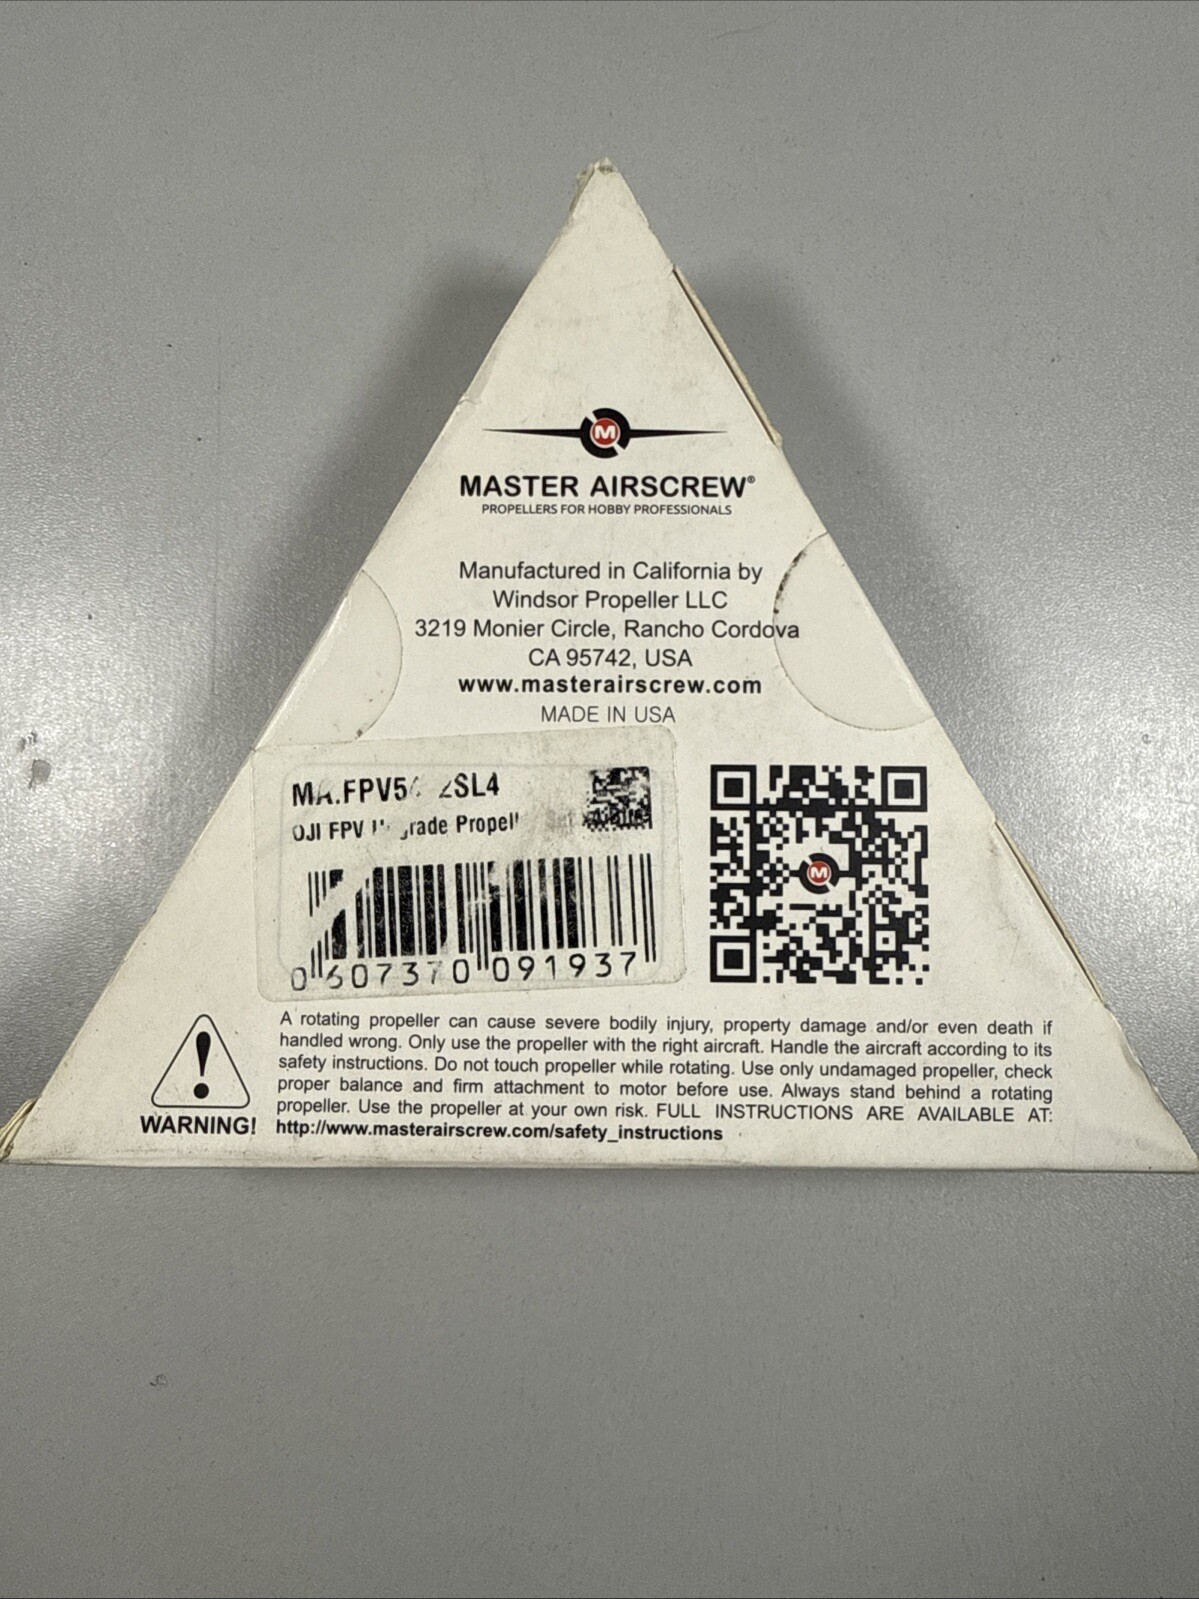 M
MASTER AIRSCREW®
PROPELLERS FOR HOBBY PROFESSIONALS
Manufactured in California by
Windsor Propeller LLC
3219 Monier Circle, Rancho Cordova
CA 95742, USA
www.masterairscrew.com
MADE IN USA
FPV
Set
0 607370 091937
M
A rotating propeller can cause severe bodily injury, property damage and/or even death if
handled wrong. Only use the propeller with the right aircraft. Handle the aircraft according to its
safety instructions. Do not touch propeller while rotating. Use only undamaged propeller, check
proper balance and firm attachment to motor before use. Always stand behind a rotating
propeller. Use the propeller at your own risk. FULL INSTRUCTIONS ARE AVAILABLE AT:
http://www.masterairscrew.com/safety_instructions
!
WARNING!